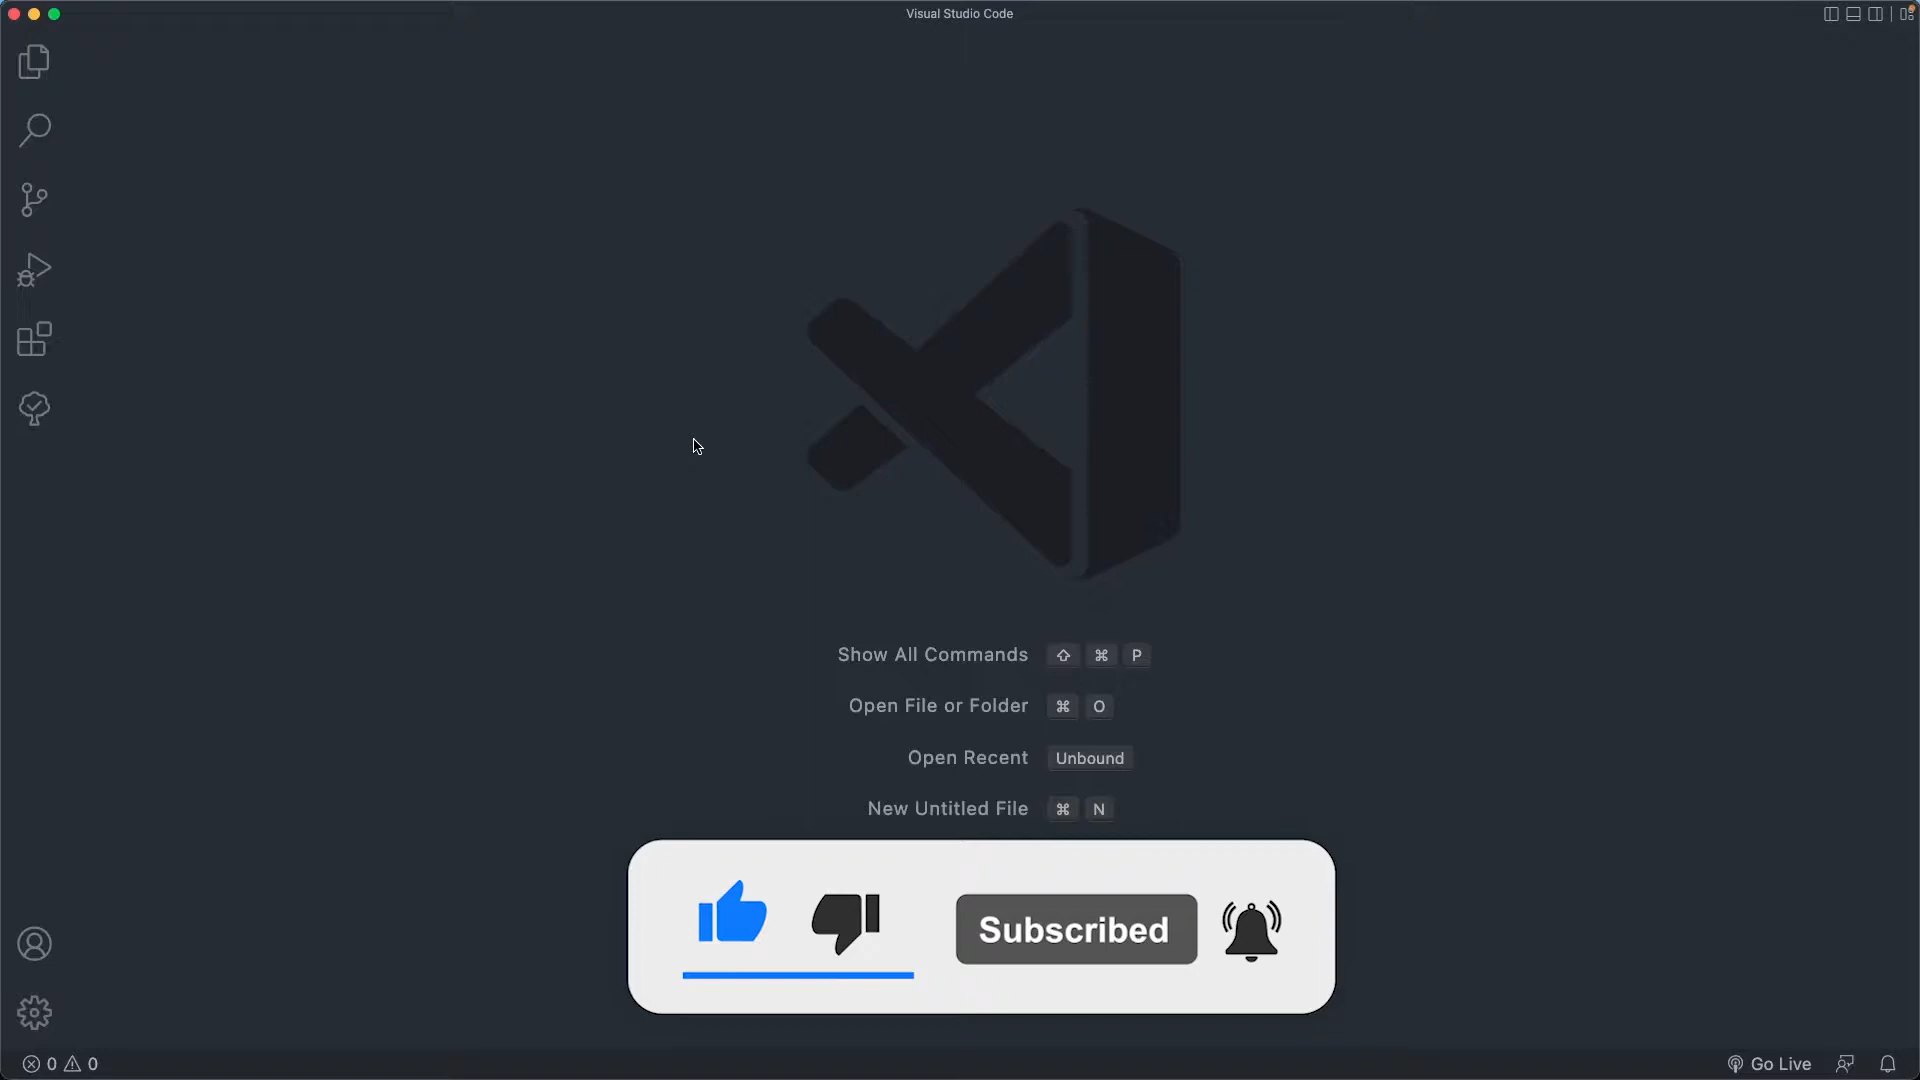 Visual Studio Code
Show All Commands ⇧ ⌘ P
Open File or Folder ⌘ O
Open Recent Unbound
New Untitled File ⌘ N
Subscribed
0 0
Go Live